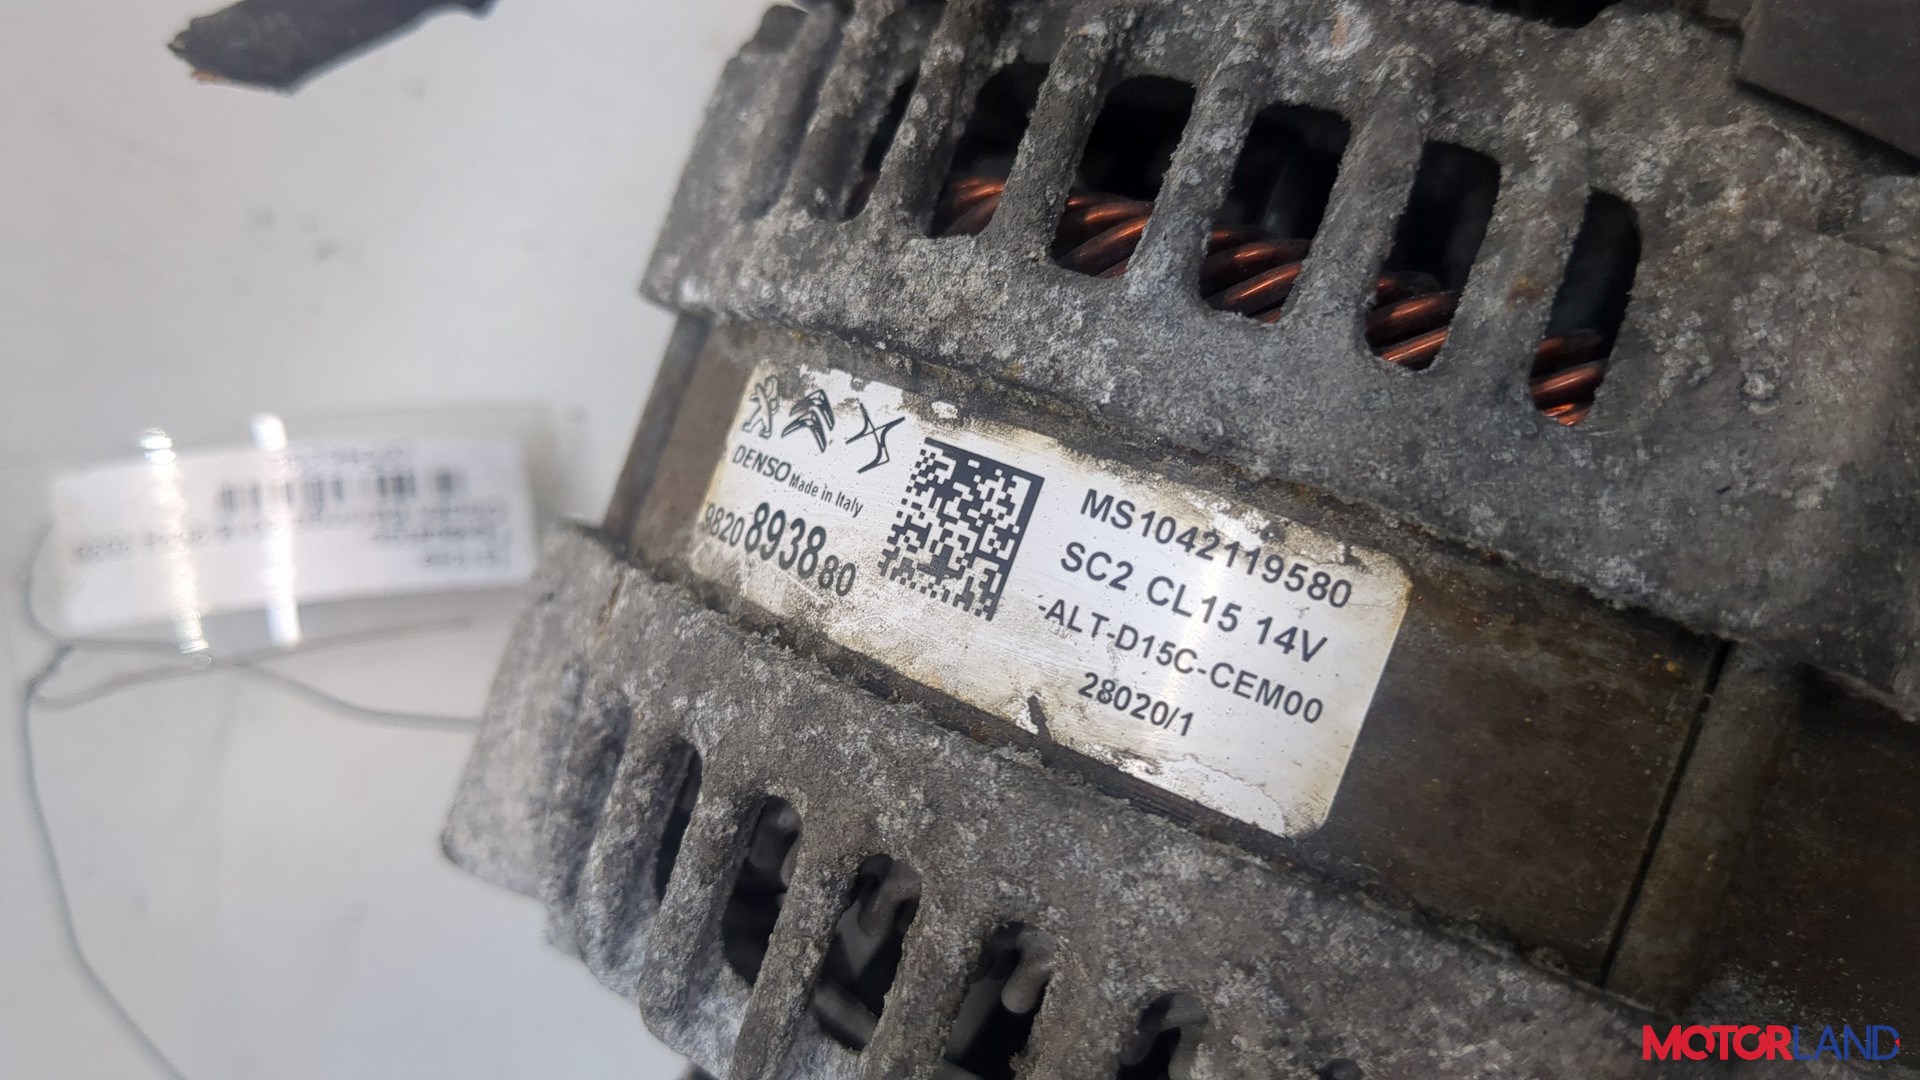 DENSO Made in Italy
9820893880
MS1042119580
SC2 CL15 14V
-ALT-D15C-CEM00
28020/1
MOTORLAND